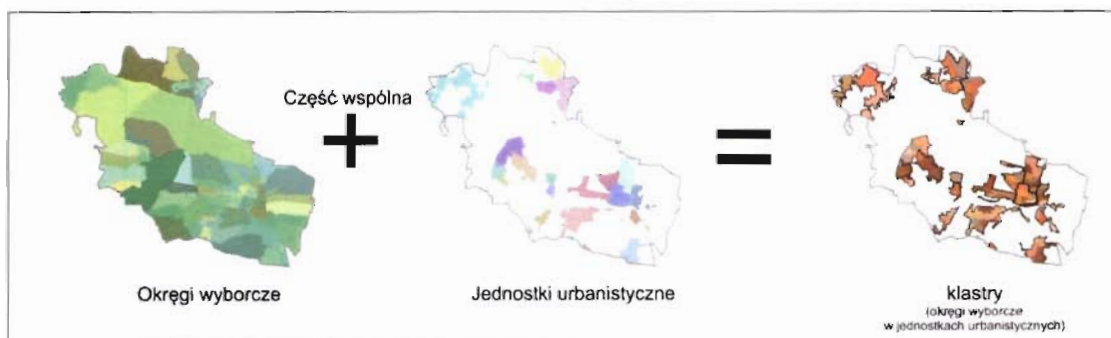 Część wspólna
+
=
Okręgi wyborcze
Jednostki urbanistyczne
klastry
(okręgi wyborcze
w jednostkach urbanistycznych)